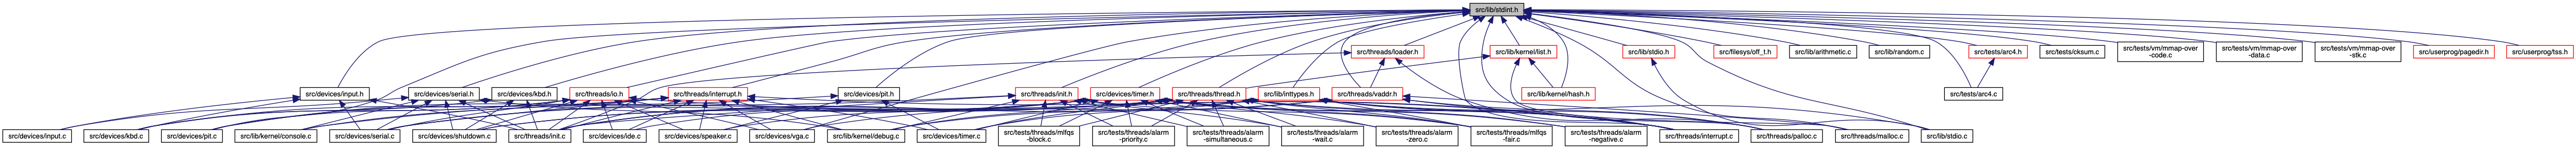 src/lib/stdint.h
src/threads/loader.h
src/lib/kernel/list.h
src/lib/stdio.h
src/filesys/off_t.h
src/lib/arithmetic.c
src/lib/random.c
src/tests/arc4.h
src/tests/cksum.c
src/tests/vm/mmap-over
-code.c
src/tests/vm/mmap-over
-data.c
src/tests/vm/mmap-over
-stk.c
src/userprog/pagedir.h
src/userprog/tss.h
src/devices/input.h
src/devices/serial.h
src/devices/kbd.h
src/threads/io.h
src/threads/interrupt.h
src/devices/pit.h
src/threads/init.h
src/devices/timer.h
src/threads/thread.h
src/lib/inttypes.h
src/threads/vaddr.h
src/lib/kernel/hash.h
src/tests/arc4.c
src/devices/input.c
src/devices/kbd.c
src/devices/pit.c
src/lib/kernel/console.c
src/devices/serial.c
src/devices/shutdown.c
src/threads/init.c
src/devices/ide.c
src/devices/speaker.c
src/devices/vga.c
src/lib/kernel/debug.c
src/devices/timer.c
src/tests/threads/mlfqs
-block.c
src/tests/threads/alarm
-priority.c
src/tests/threads/alarm
-simultaneous.c
src/tests/threads/alarm
-wait.c
src/tests/threads/alarm
-zero.c
src/tests/threads/mlfqs
-fair.c
src/tests/threads/alarm
-negative.c
src/threads/interrupt.c
src/threads/palloc.c
src/threads/malloc.c
src/lib/stdio.c